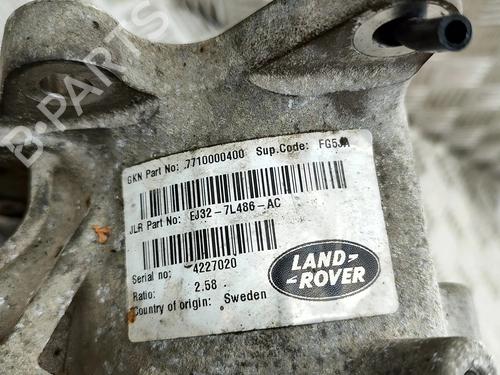 B-PARTS
GKN Part No: 7710000400 Sup.Code: FG5JA
JLR Part No: EJ32-7L486-AC
Serial no: 4227020
Ratio: 2.58
Country of origin: Sweden
LAND-
-ROVER